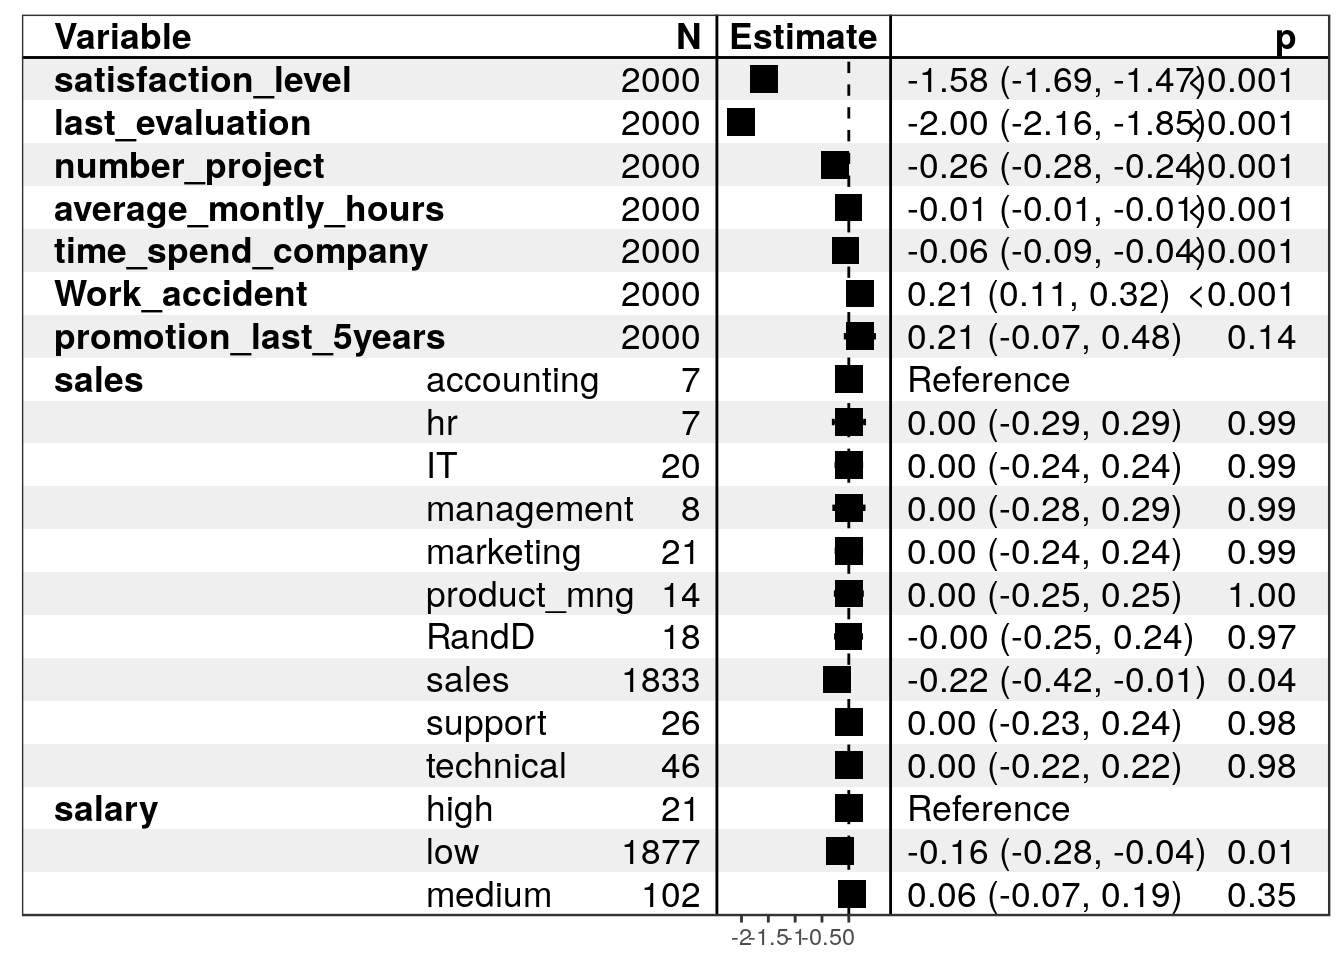 Variable N Estimate p
satisfaction_level 2000 -1.58 (-1.69, -1.47) <0.001
last_evaluation 2000 -2.00 (-2.16, -1.85) <0.001
number_project 2000 -0.26 (-0.28, -0.24) <0.001
average_montly_hours 2000 -0.01 (-0.01, -0.01) <0.001
time_spend_company 2000 -0.06 (-0.09, -0.04) <0.001
Work_accident 2000 0.21 (0.11, 0.32) <0.001
promotion_last_5years 2000 0.21 (-0.07, 0.48) 0.14
sales accounting 7 Reference
hr 7 0.00 (-0.29, 0.29) 0.99
IT 20 0.00 (-0.24, 0.24) 0.99
management 8 0.00 (-0.28, 0.29) 0.99
marketing 21 0.00 (-0.24, 0.24) 0.99
product_mng 14 0.00 (-0.25, 0.25) 1.00
RandD 18 -0.00 (-0.25, 0.24) 0.97
sales 1833 -0.22 (-0.42, -0.01) 0.04
support 26 0.00 (-0.23, 0.24) 0.98
technical 46 0.00 (-0.22, 0.22) 0.98
salary high 21 Reference
low 1877 -0.16 (-0.28, -0.04) 0.01
medium 102 0.06 (-0.07, 0.19) 0.35
-2 -1.5 -1 -0.5 0